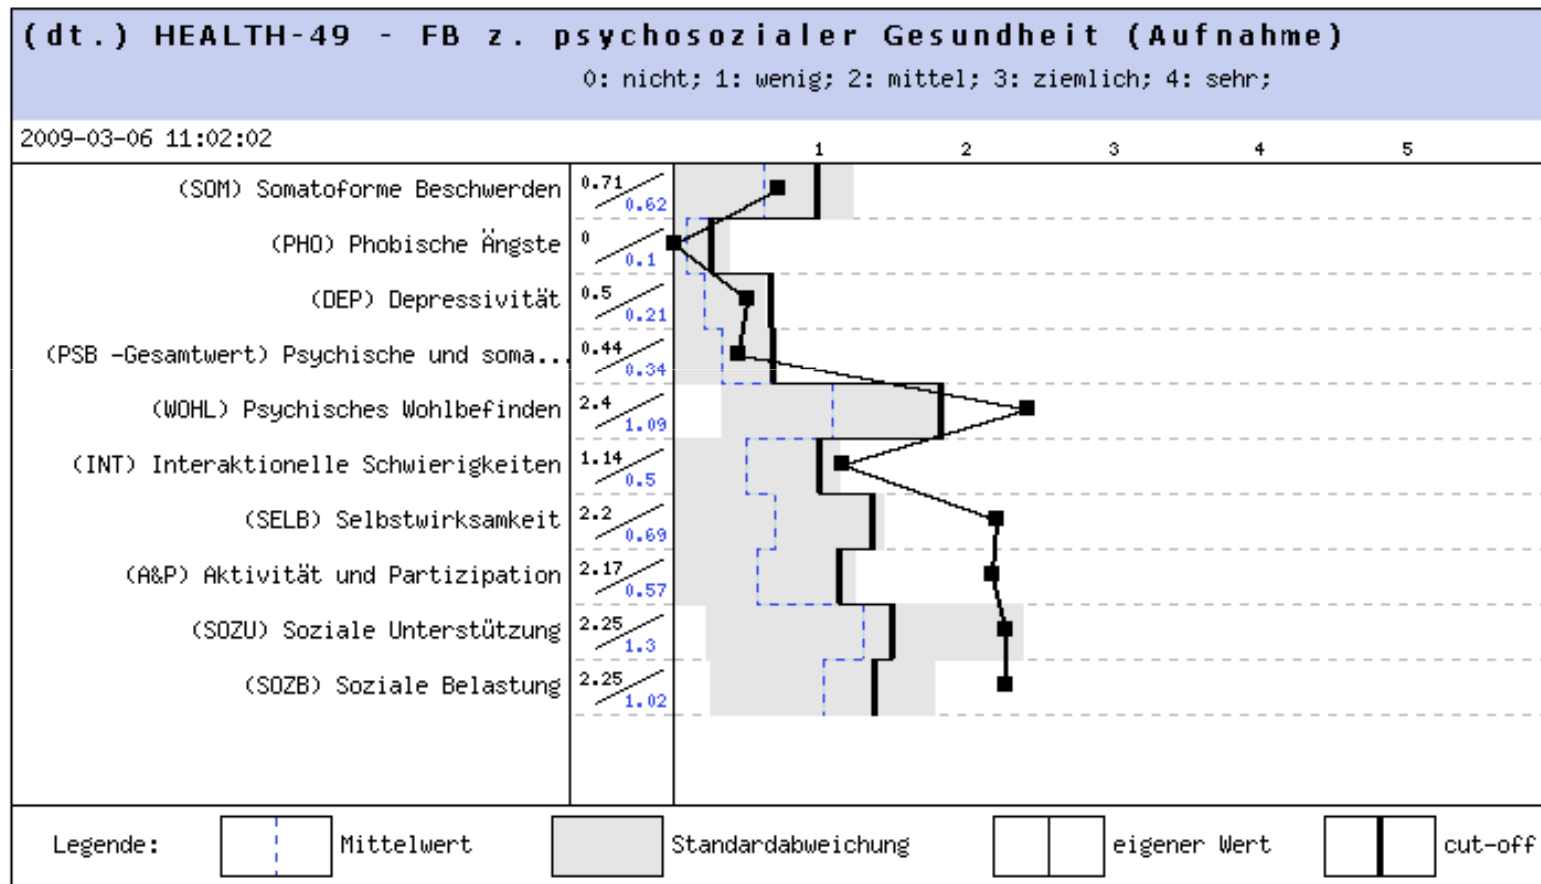 (dt.) HEALTH-49 - FB z. psychosozialer Gesundheit (Aufnahme)
0: nicht; 1: wenig; 2: mittel; 3: ziemlich; 4: sehr;
2009-03-06 11:02:02
1 2 3 4 5
(SOM) Somatoforme Beschwerden 0.71 0.62
(PHO) Phobische Ängste 0 0.1
(DEP) Depressivität 0.5 0.21
(PSB -Gesamtwert) Psychische und soma... 0.44 0.34
(WOHL) Psychisches Wohlbefinden 2.4 1.09
(INT) Interaktionelle Schwierigkeiten 1.14 0.5
(SELB) Selbstwirksamkeit 2.2 0.69
(A&P) Aktivität und Partizipation 2.17 0.57
(SOZU) Soziale Unterstützung 2.25 1.3
(SOZB) Soziale Belastung 2.25 1.02
Legende: Mittelwert Standardabweichung eigener Wert cut-off